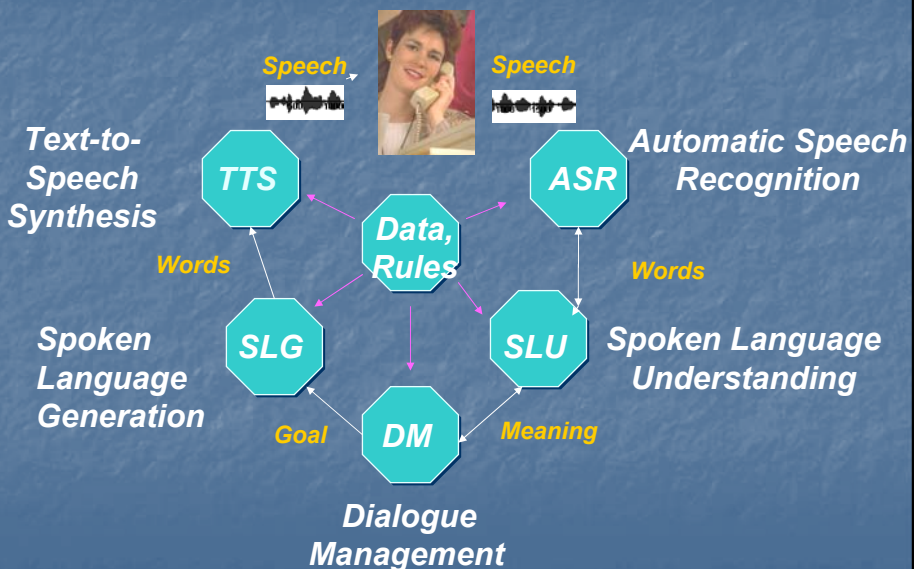 Speech
Speech
Text-to-
Speech
Synthesis
TTS
ASR
Automatic Speech
Recognition
Data,
Rules
Words
Words
Spoken
Language
Generation
SLG
SLU
Spoken Language
Understanding
Goal
DM
Meaning
Dialogue
Management